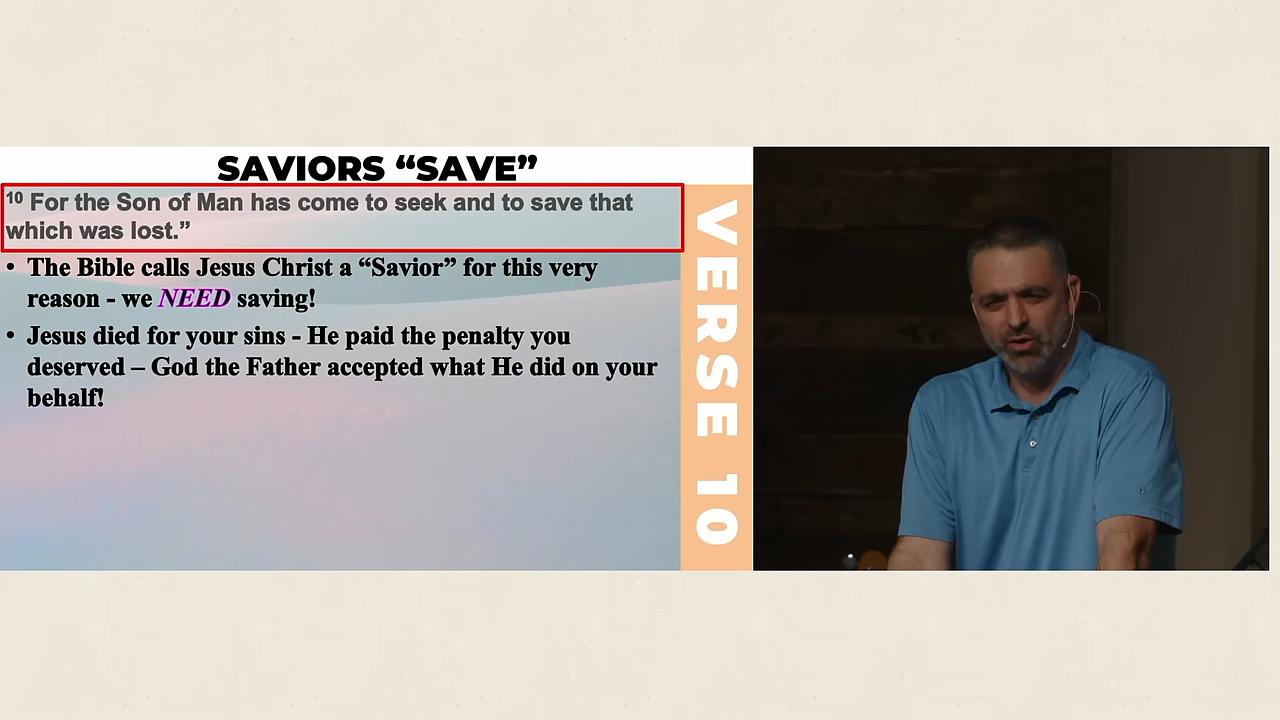 SAVIORS “SAVE”
10 For the Son of Man has come to seek and to save that
which was lost.”
• The Bible calls Jesus Christ a “Savior” for this very
reason - we NEED saving!
• Jesus died for your sins - He paid the penalty you
deserved – God the Father accepted what He did on your
behalf!
VERSE 10